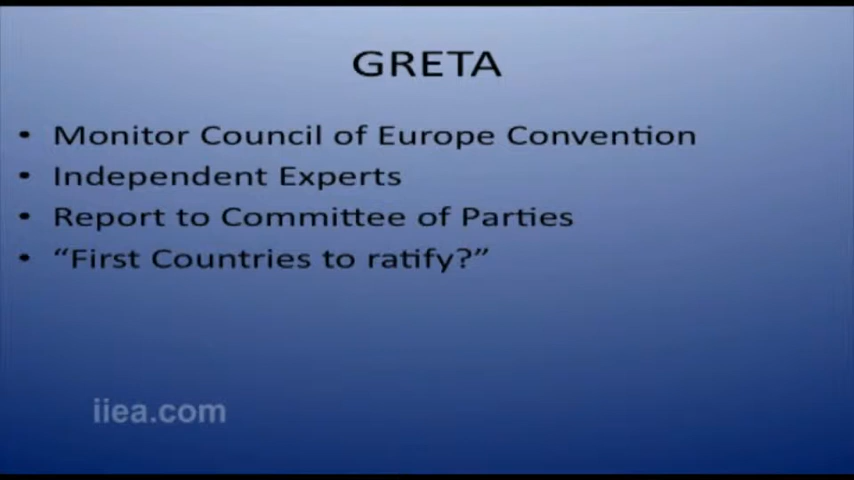 GRETA
• Monitor Council of Europe Convention
• Independent Experts
• Report to Committee of Parties
• “First Countries to ratify?”
iiea.com